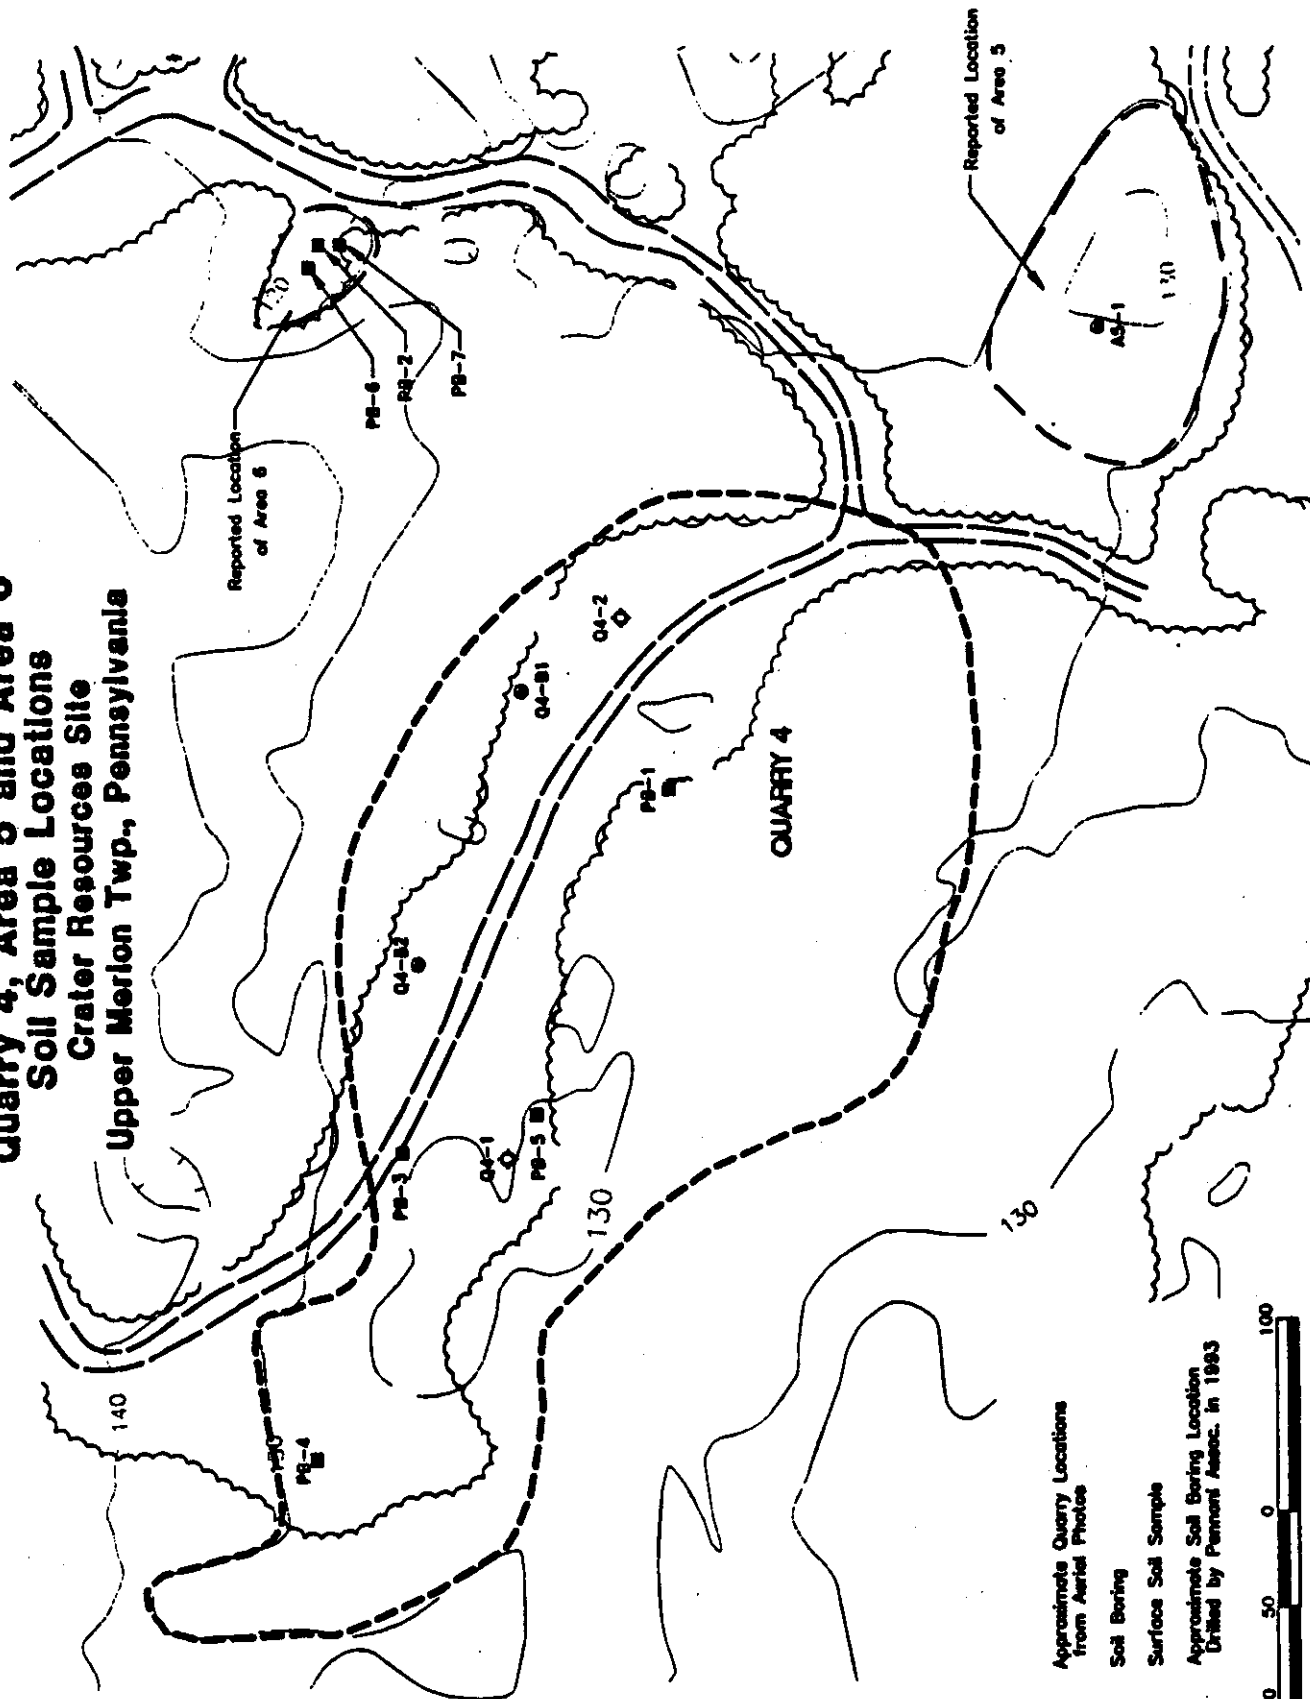 Quarry 4, Area 5 and Area 6
Soil Sample Locations
Crater Resources Site
Upper Merion Twp., Pennsylvania
Reported Location
of Area 6
PB-6
PB-2
PB-7
130
Reported Location
of Area 5
AS-1
130
Q4-2
Q4-B1
PB-1
QUARRY 4
Q4-B2
PB-3
Q4-1
PB-5
130
130
140
130
PB-4
Approximate Quarry Locations
from Aerial Photos
Soil Boring
Surface Soil Sample
Approximate Soil Boring Location
Drilled by Pennoni Assoc. in 1993
50 0 100